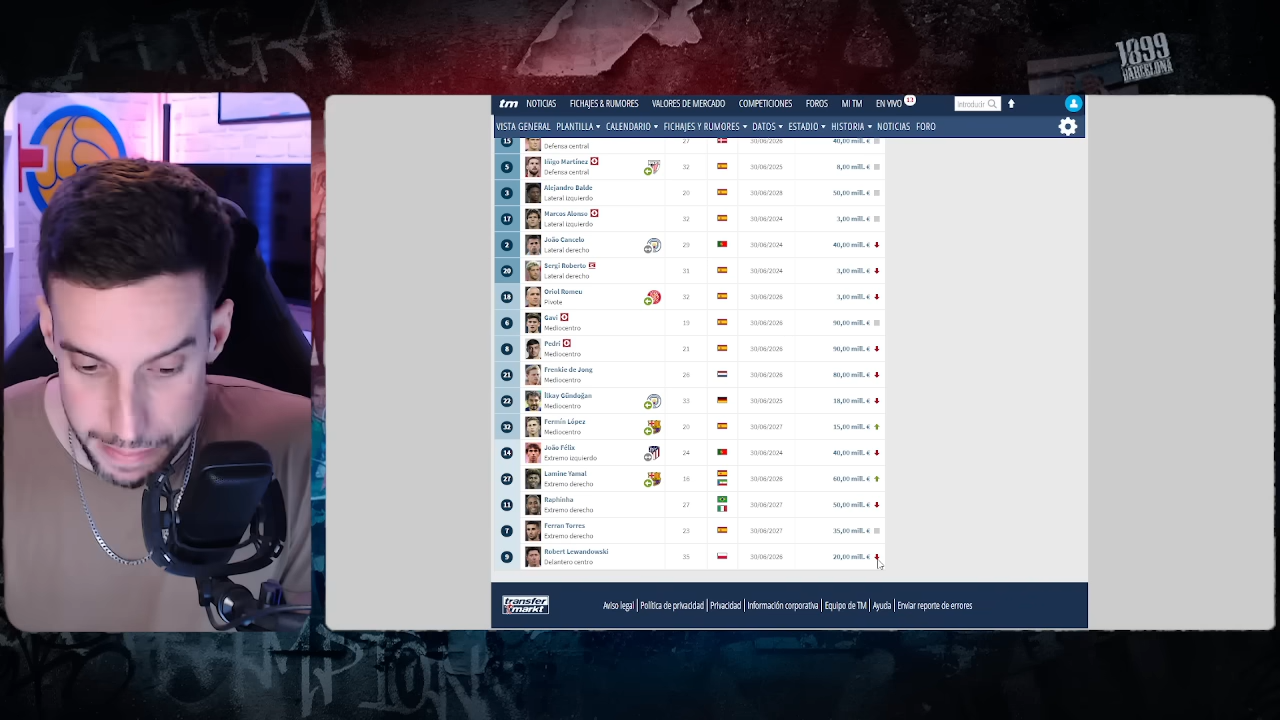 1899
BARCELONA
tm NOTICIAS FICHAJES & RUMORES VALORES DE MERCADO COMPETICIONES FOROS MI TM EN VIVO 13 Introducir
VISTA GENERAL PLANTILLA CALENDARIO FICHAJES Y RUMORES DATOS ESTADIO HISTORIA NOTICIAS FORO
15 Defensa central 27 30/06/2026 40,00 mill. €
5 Iñigo Martínez 32 30/06/2025 8,00 mill. €
Defensa central
3 Alejandro Balde 20 30/06/2028 50,00 mill. €
Lateral izquierdo
17 Marcos Alonso 32 30/06/2024 3,00 mill. €
Lateral izquierdo
2 João Cancelo 29 30/06/2024 40,00 mill. €
Lateral derecho
20 Sergi Roberto 31 30/06/2024 3,00 mill. €
Lateral derecho
18 Oriol Romeu 32 30/06/2026 3,00 mill. €
Pivote
6 Gavi 19 30/06/2026 90,00 mill. €
Mediocentro
8 Pedri 21 30/06/2026 90,00 mill. €
Mediocentro
21 Frenkie de Jong 26 30/06/2026 80,00 mill. €
Mediocentro
22 İlkay Gündoğan 33 30/06/2025 18,00 mill. €
Mediocentro
32 Fermín López 20 30/06/2027 15,00 mill. €
Mediocentro
14 João Félix 24 30/06/2024 40,00 mill. €
Extremo izquierdo
27 Lamine Yamal 16 30/06/2026 60,00 mill. €
Extremo derecho
11 Raphinha 27 30/06/2027 50,00 mill. €
Extremo derecho
7 Ferran Torres 23 30/06/2027 35,00 mill. €
Extremo derecho
9 Robert Lewandowski 35 30/06/2026 20,00 mill. €
Delantero centro
transfer
markt
Aviso legal | Política de privacidad | Privacidad | Información corporativa | Equipo de TM | Ayuda | Enviar reporte de errores